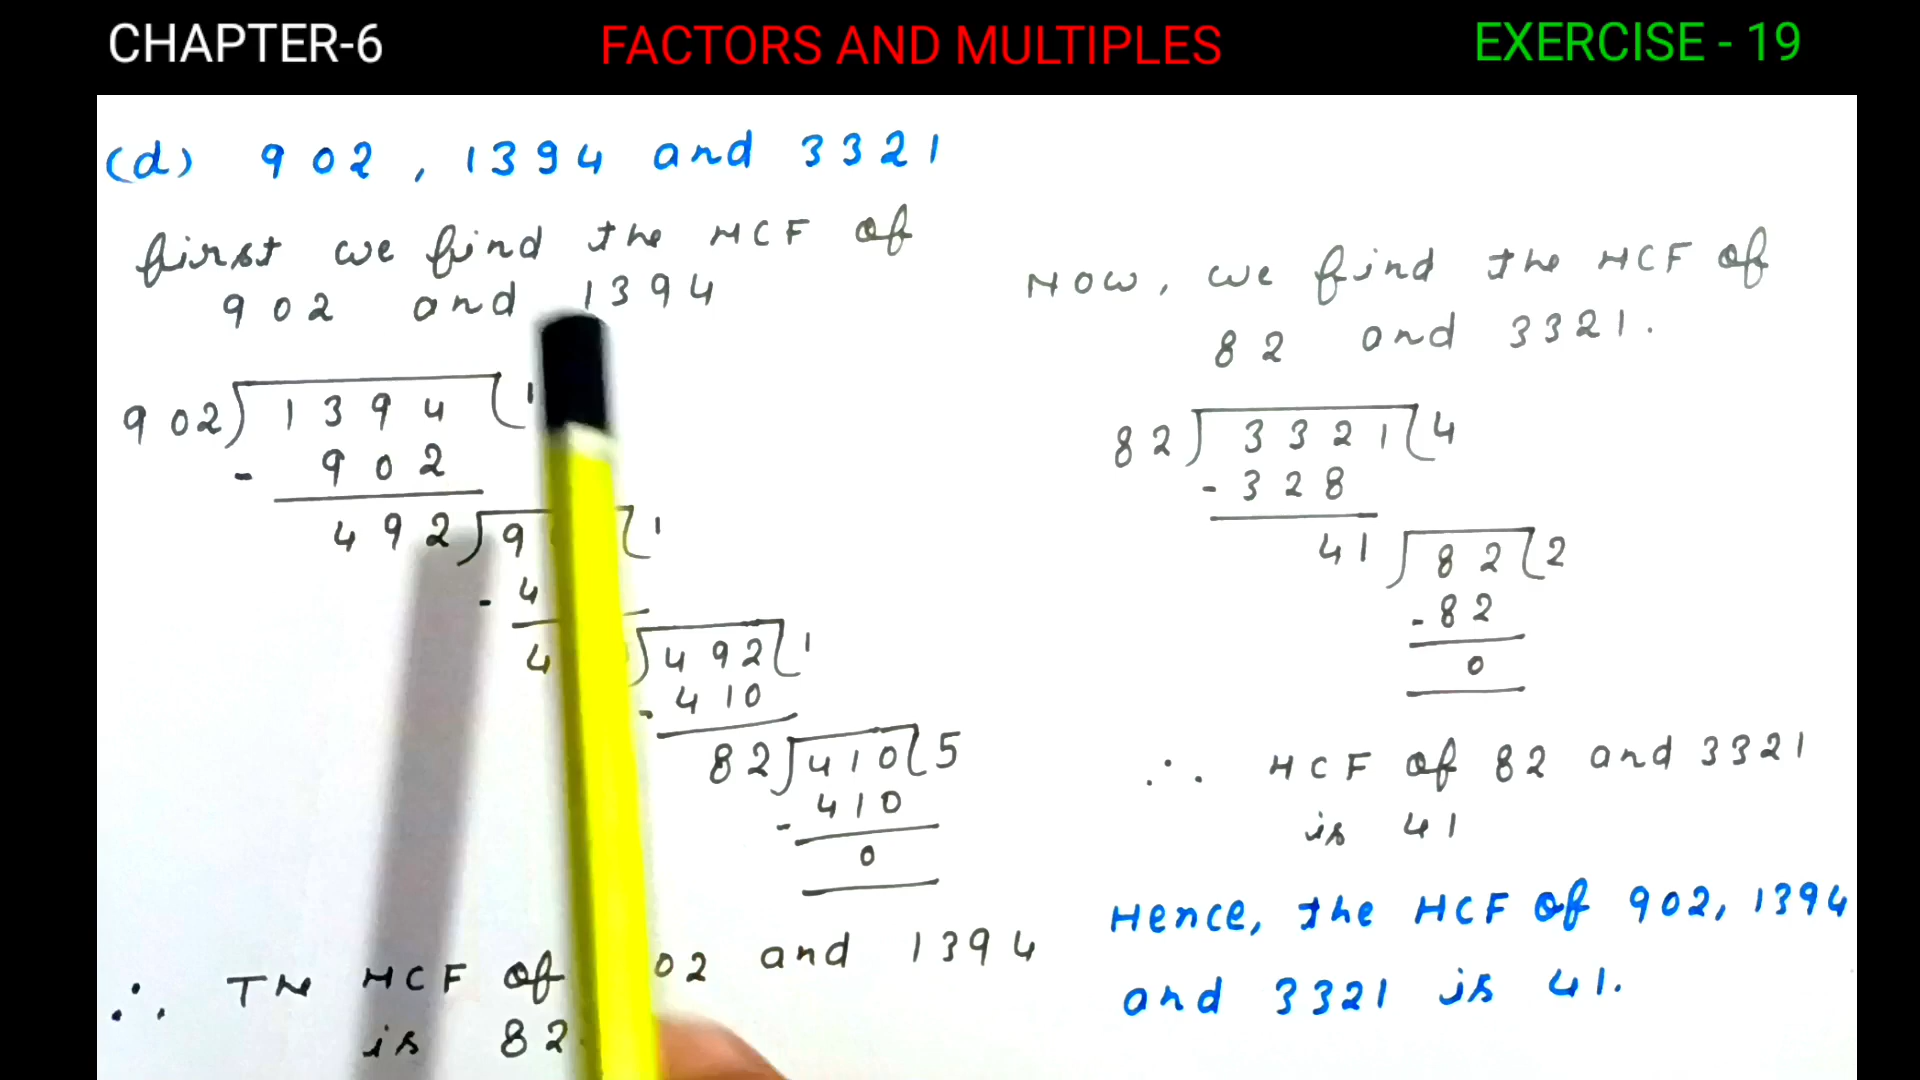 CHAPTER-6 FACTORS AND MULTIPLES EXERCISE - 19
(d) 902, 1394 and 3321
first we find the HCF of
902 and 1394
902) 1394 ( 1
- 902
492) 9 ( 1
- 4
4 ) 492 ( 1
- 410
82) 410 ( 5
- 410
0
∴ The HCF of 02 and 1394
is 82
Now, we find the HCF of
82 and 3321.
82) 3321 ( 4
- 328
41) 82 ( 2
- 82
0
∴ HCF of 82 and 3321
is 41
Hence, the HCF of 902, 1394
and 3321 is 41.